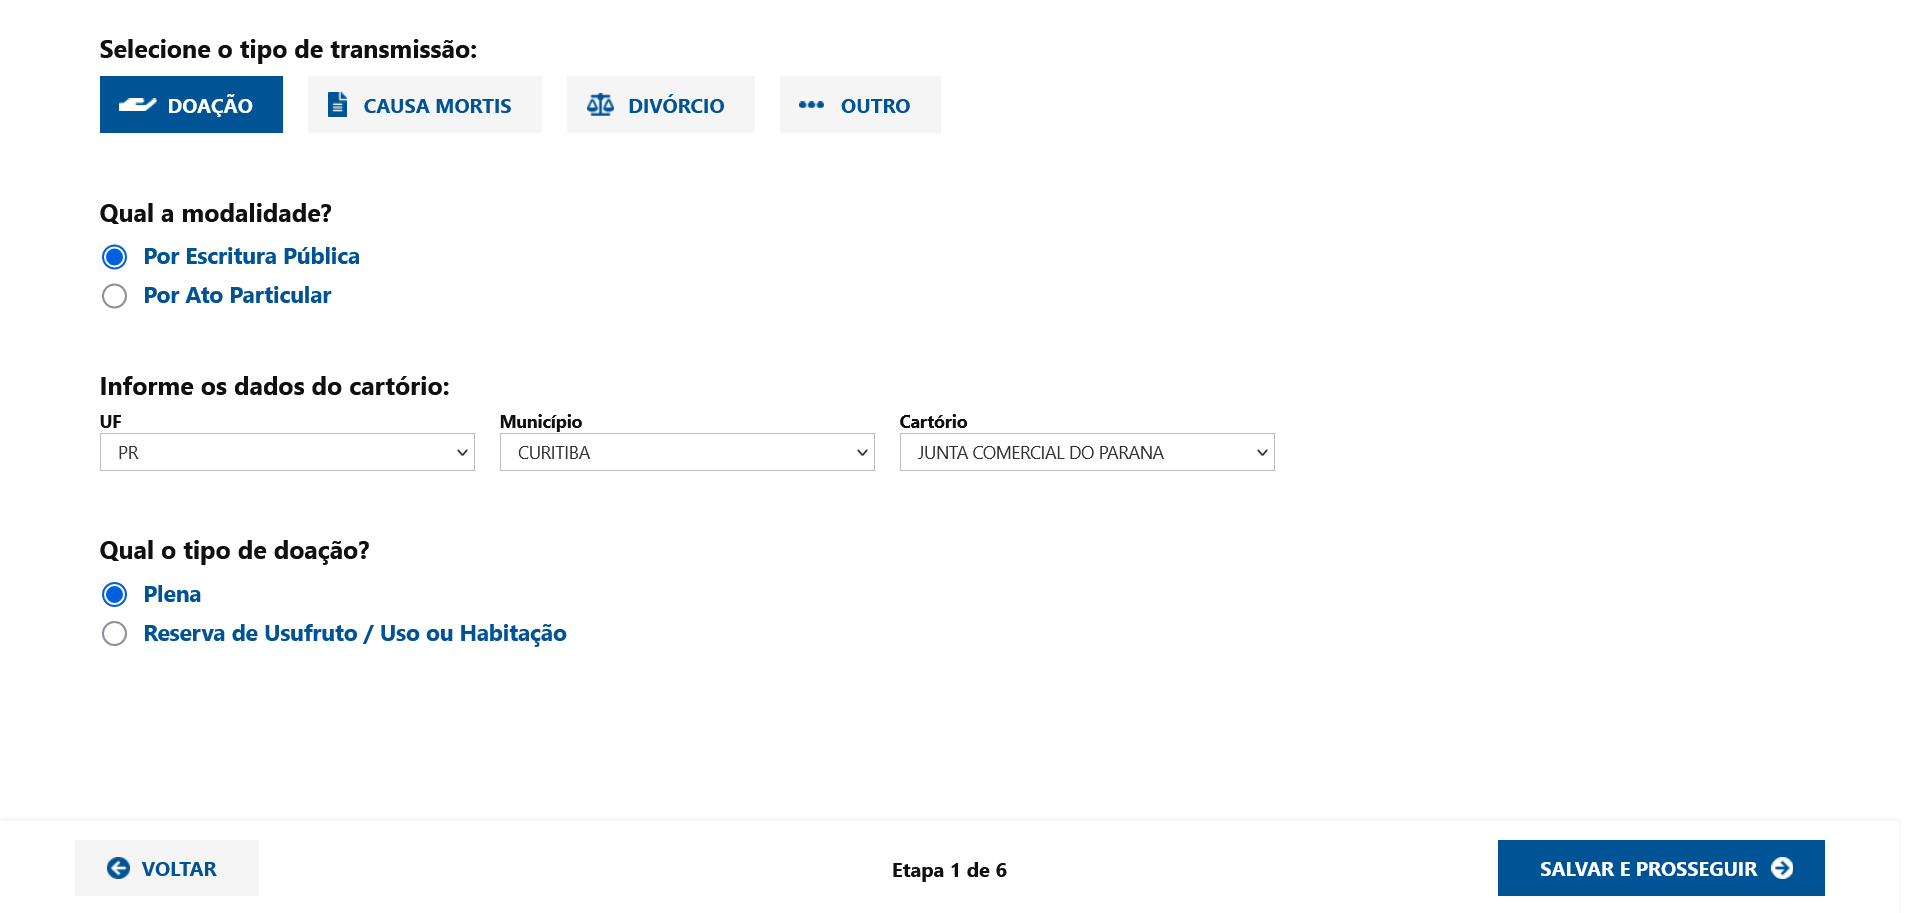 Selecione o tipo de transmissão:
DOAÇÃO CAUSA MORTIS DIVÓRCIO OUTRO
Qual a modalidade?
Por Escritura Pública
Por Ato Particular
Informe os dados do cartório:
UF Município Cartório
PR CURITIBA JUNTA COMERCIAL DO PARANA
Qual o tipo de doação?
Plena
Reserva de Usufruto / Uso ou Habitação
VOLTAR Etapa 1 de 6 SALVAR E PROSSEGUIR